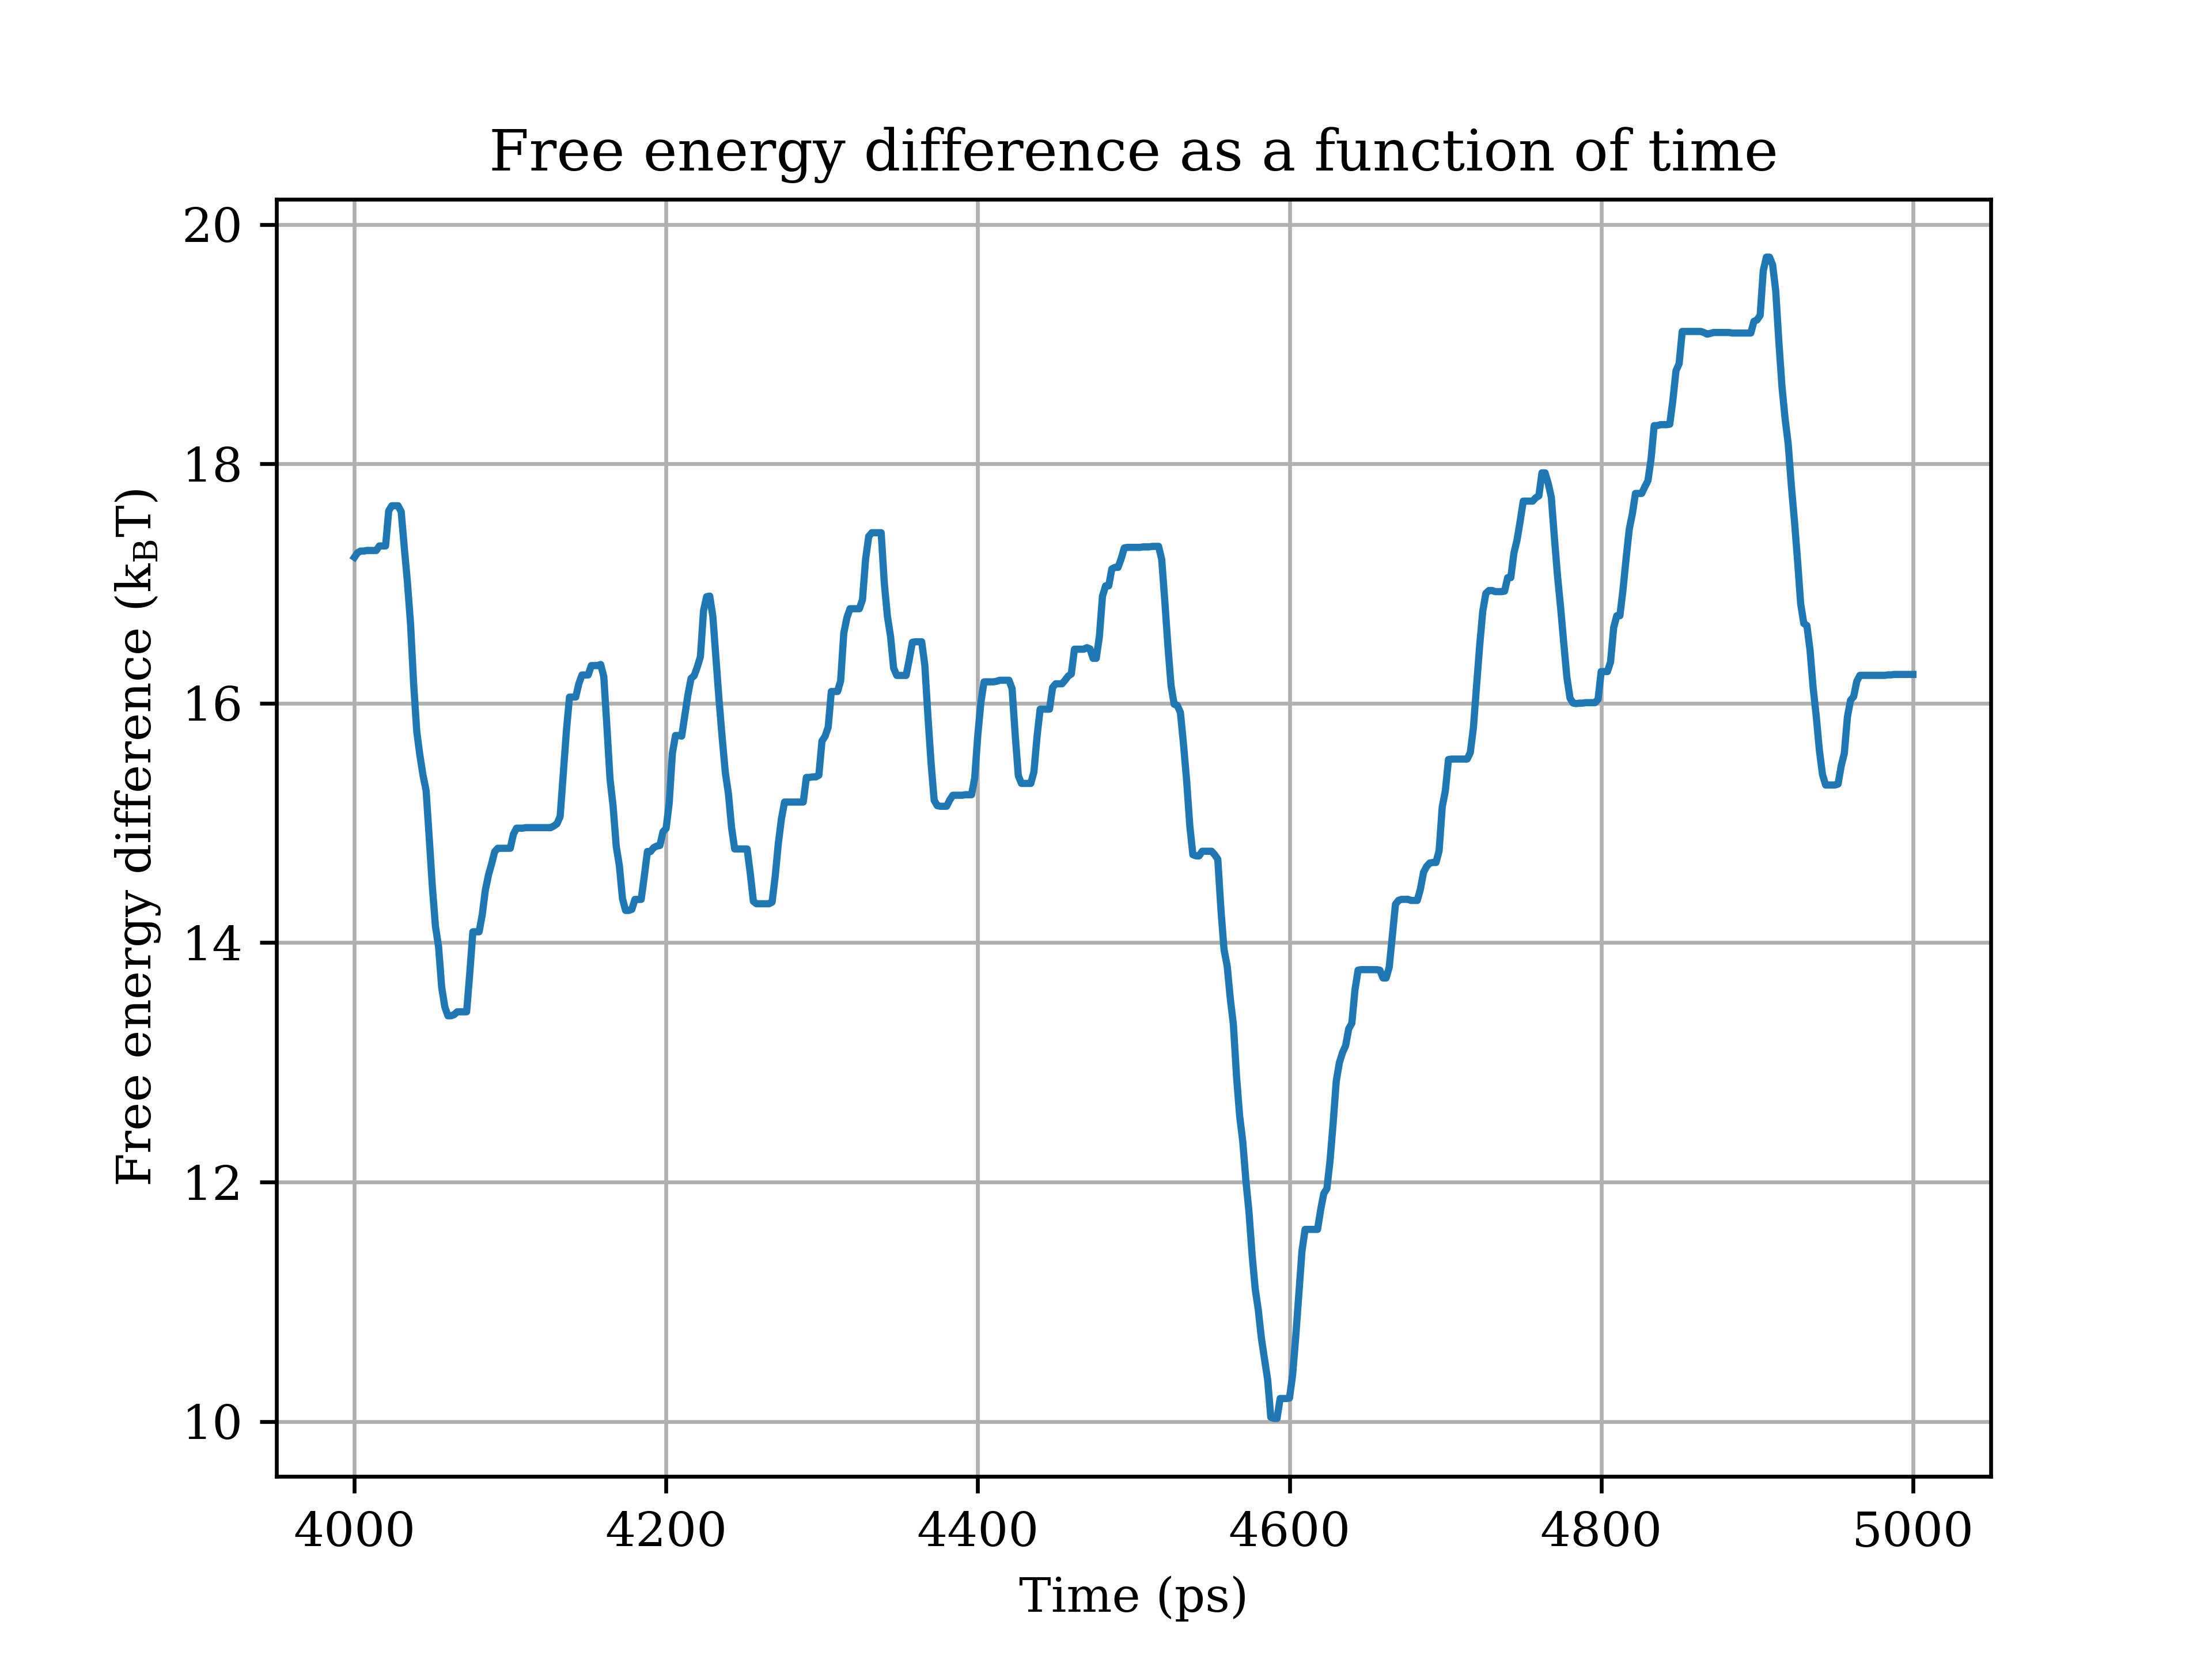 Free energy difference as a function of time
Free energy difference (kBT)
20
18
16
14
12
10
4000 4200 4400 4600 4800 5000
Time (ps)